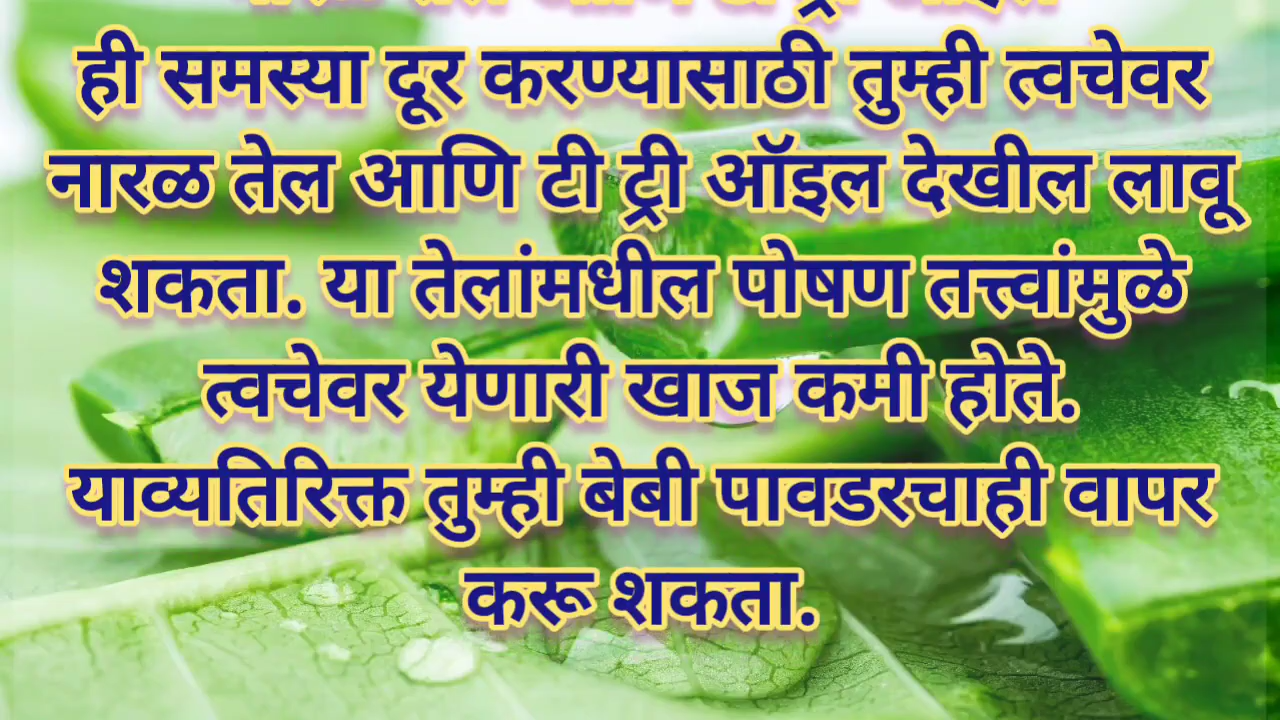 ही समस्या दूर करण्यासाठी तुम्ही त्वचेवर
नारळ तेल आणि टी ट्री ऑइल देखील लावू
शकता. या तेलांमधील पोषण तत्त्वांमुळे
त्वचेवर येणारी खाज कमी होते.
याव्यतिरिक्त तुम्ही बेबी पावडरचाही वापर
करू शकता.